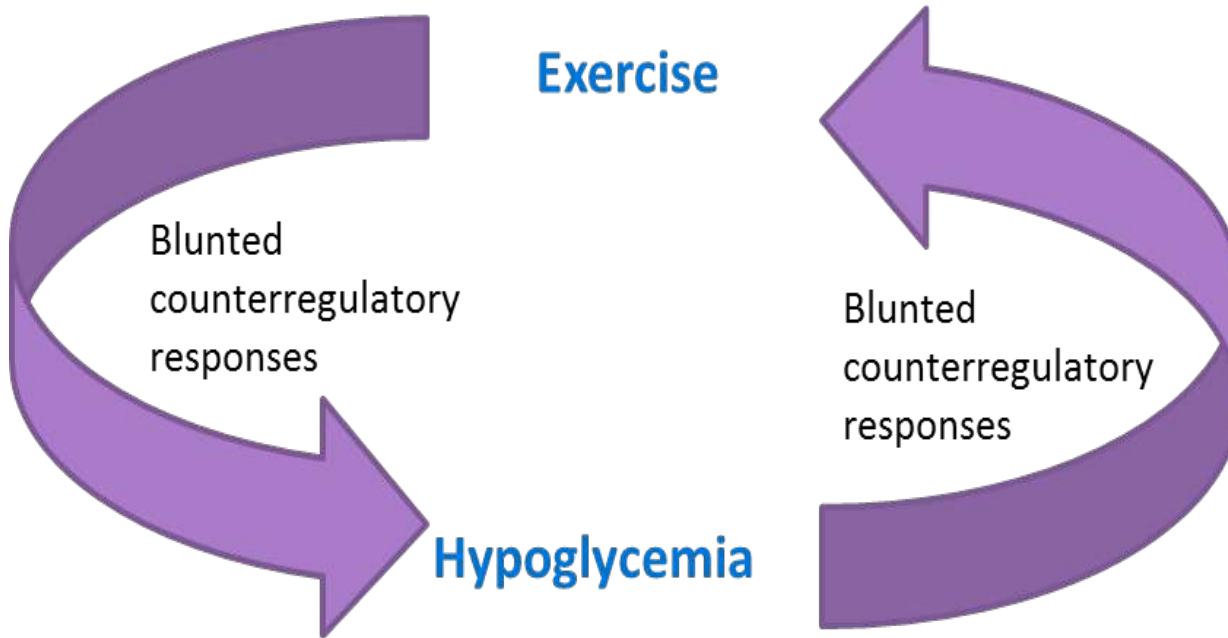 Exercise
Blunted
counterregulatory
responses
Blunted
counterregulatory
responses
Hypoglycemia